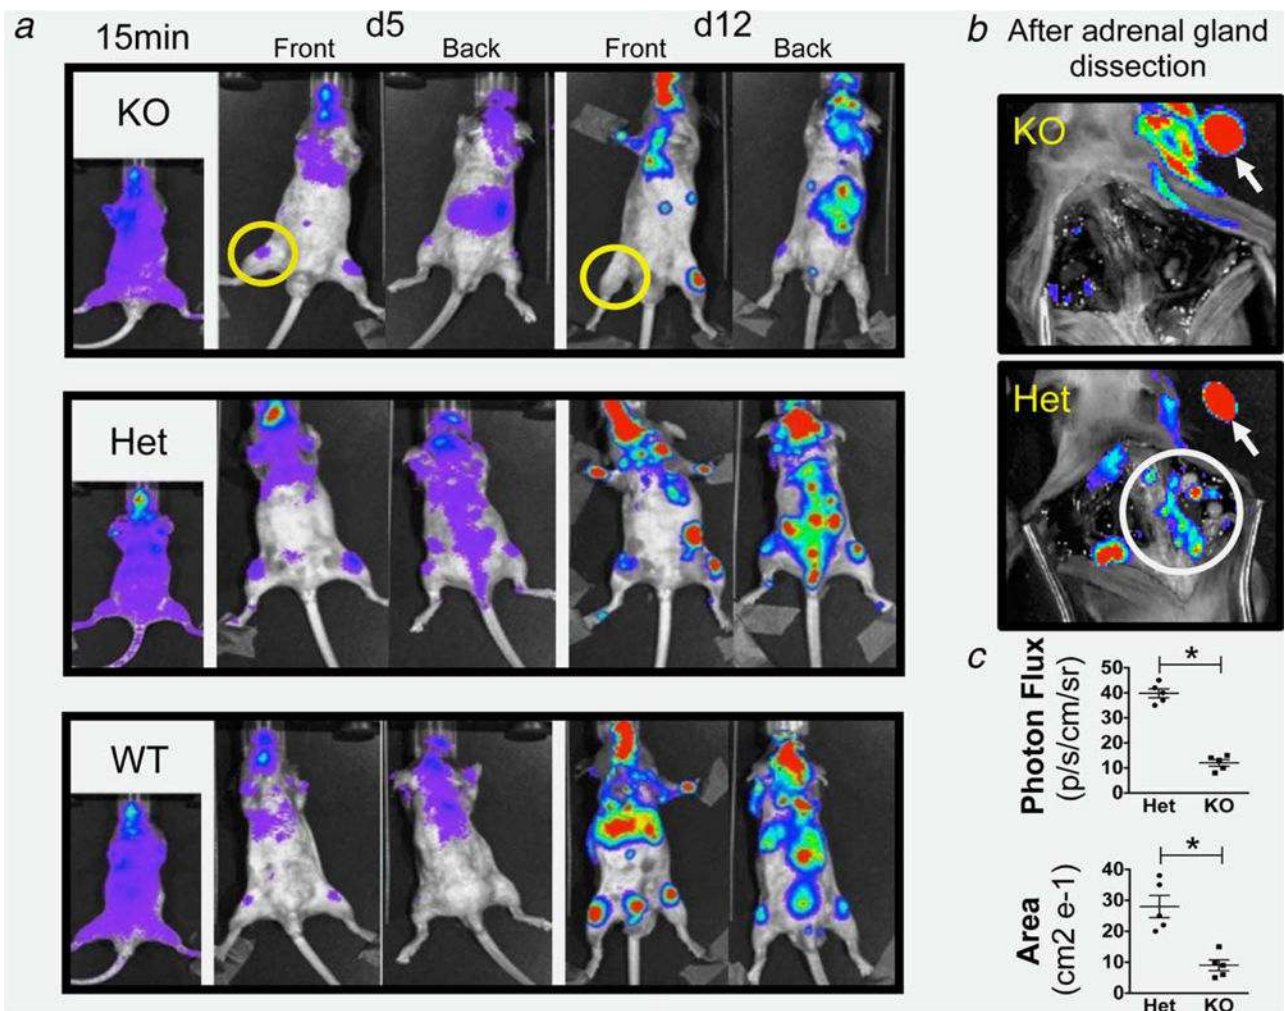 a
15min
d5
d12
Front
Back
Front
Back
KO
Het
WT
b After adrenal gland
dissection
KO
Het
c
Photon Flux
(p/s/cm/sr)
50
40
30
20
10
0
*
Het KO
Area
(cm2 e-1)
40
30
20
10
0
*
Het KO